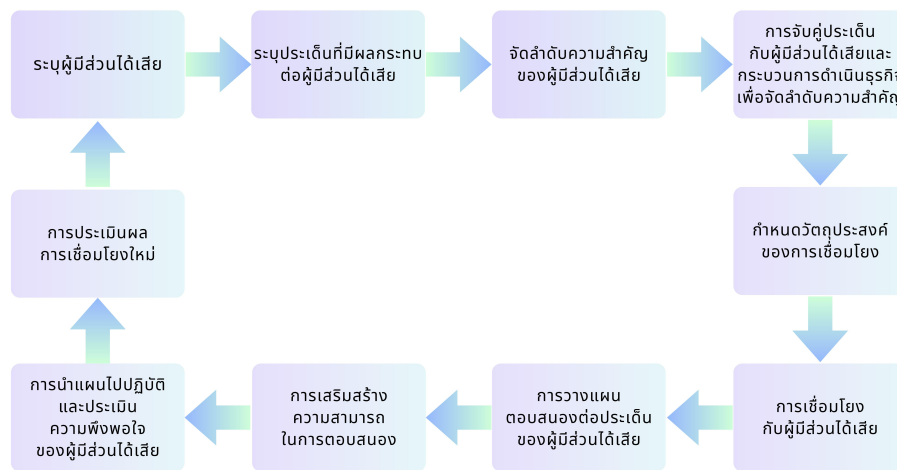 ระบุผู้มีส่วนได้เสีย
ระบุประเด็นที่มีผลกระทบ
ต่อผู้มีส่วนได้เสีย
จัดลำดับความสำคัญ
ของผู้มีส่วนได้เสีย
การจับคู่ประเด็น
กับผู้มีส่วนได้เสียและ
กระบวนการดำเนินธุรกิจ
เพื่อจัดลำดับความสำคัญ
กำหนดวัตถุประสงค์
ของการเชื่อมโยง
การเชื่อมโยง
กับผู้มีส่วนได้เสีย
การวางแผน
ตอบสนองต่อประเด็น
ของผู้มีส่วนได้เสีย
การเสริมสร้าง
ความสามารถ
ในการตอบสนอง
การนำแผนไปปฏิบัติ
และประเมิน
ความพึงพอใจ
ของผู้มีส่วนได้เสีย
การประเมินผล
การเชื่อมโยงใหม่